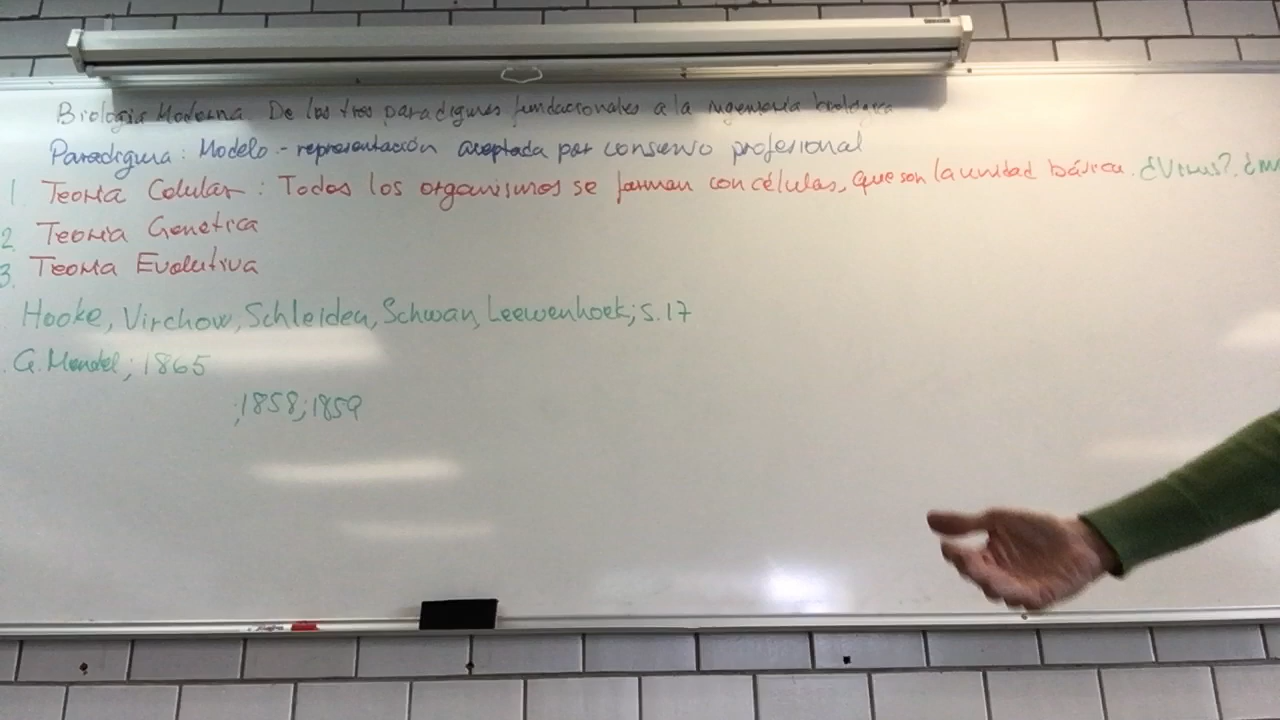 Biología Moderna. De los tres paradigmas fundacionales a la ingeniería biológica
Paradigma: Modelo - representación aceptada por consenso profesional
1. Teoría Celular: Todos los organismos se forman con células, que son la unidad básica. ¿Virus?, ¿m
2. Teoría Genética
3. Teoría Evolutiva
Hooke, Virchow, Schleiden, Schwan, Leewenhoek; S. 17
G. Mendel; 1865
;1858; 1859